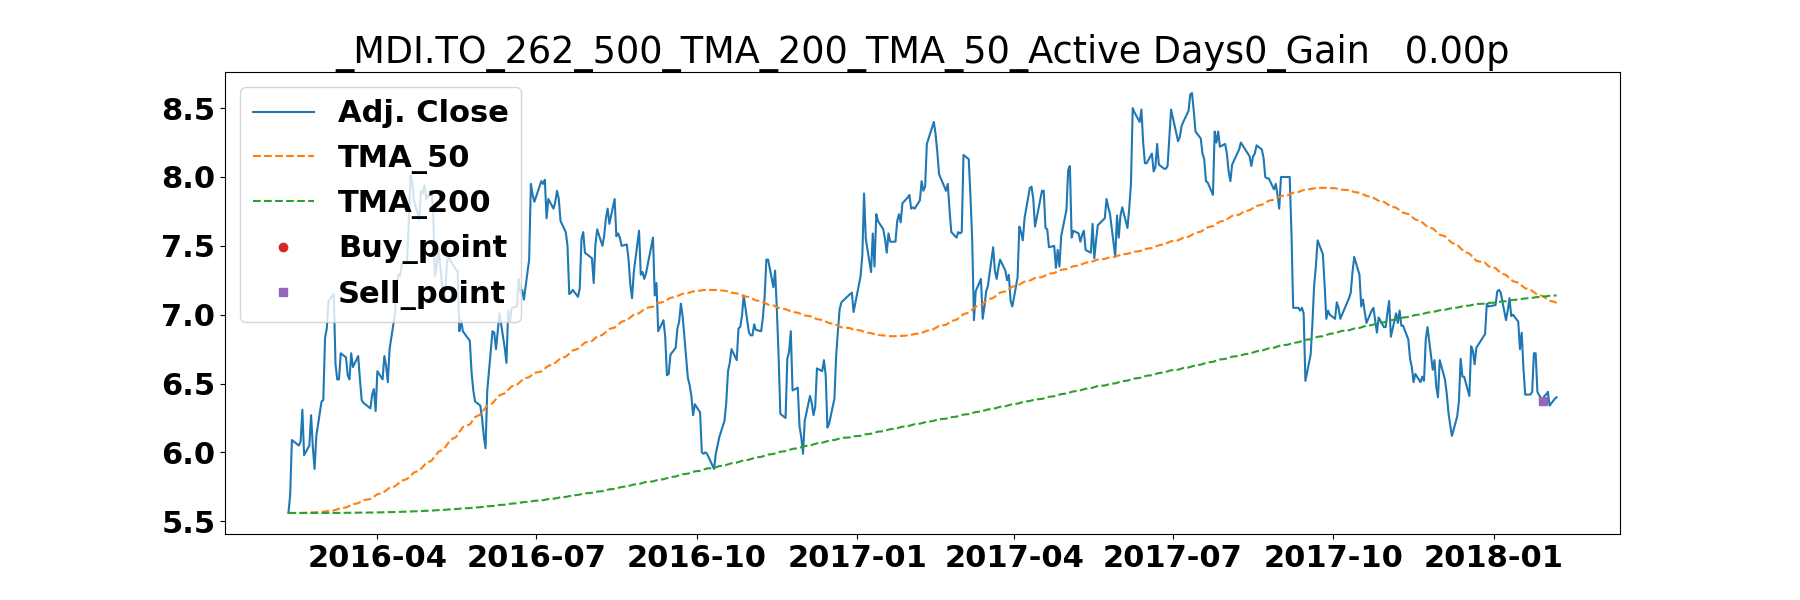 _MDI.TO_262_500_TMA_200_TMA_50_Active Days0_Gain   0.00p
8.5
8.0
7.5
7.0
6.5
6.0
5.5
Adj. Close
TMA_50
TMA_200
Buy_point
Sell_point
2016-04 2016-07 2016-10 2017-01 2017-04 2017-07 2017-10 2018-01